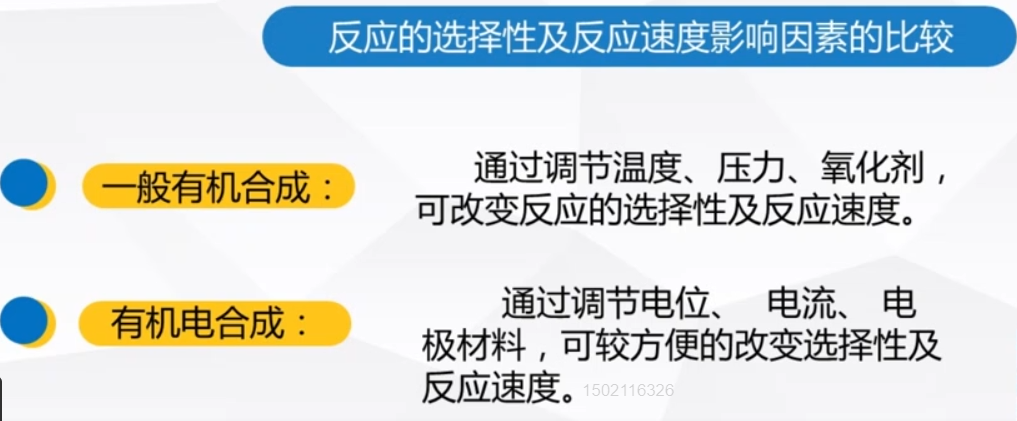 反应的选择性及反应速度影响因素的比较
一般有机合成：
通过调节温度、压力、氧化剂，
可改变反应的选择性及反应速度。
有机电合成：
通过调节电位、 电流、 电
极材料，可较方便的改变选择性及
反应速度。
1502116326